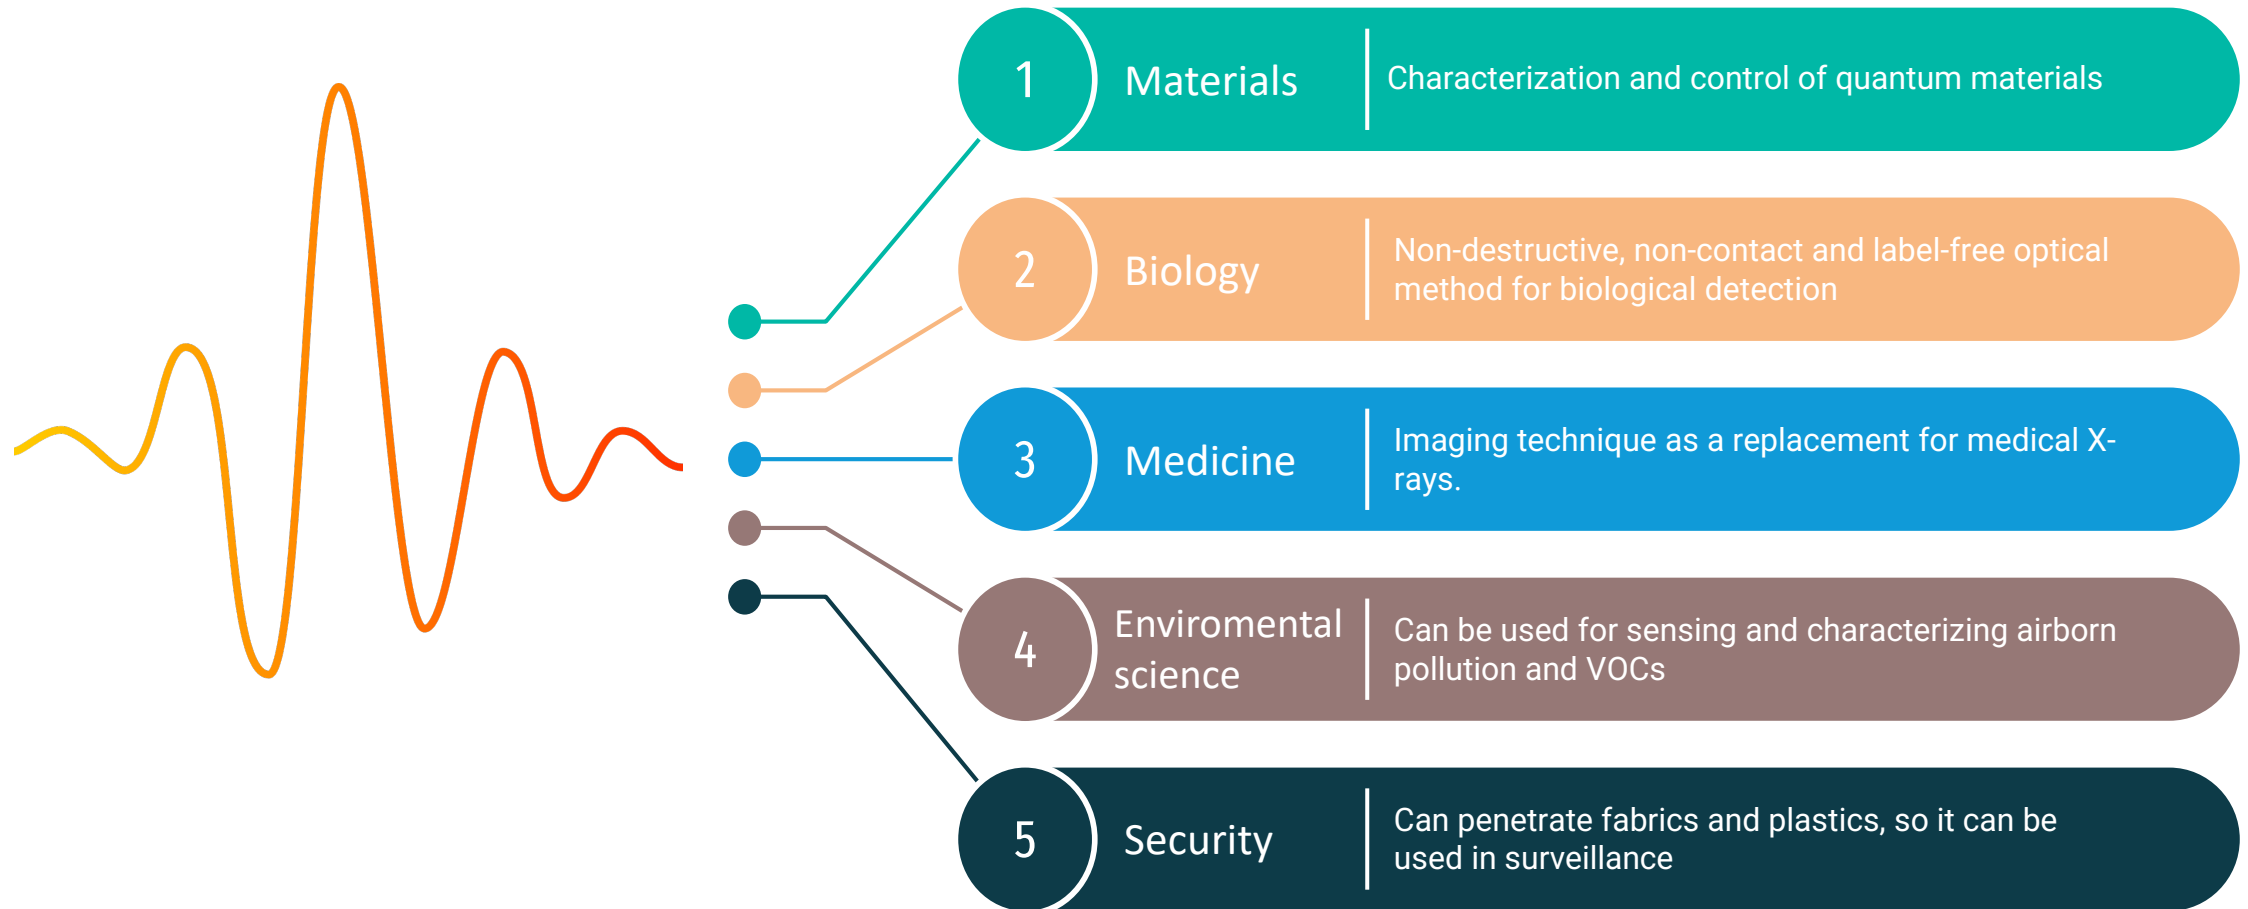 1
Materials
Characterization and control of quantum materials
2
Biology
Non-destructive, non-contact and label-free optical
method for biological detection
3
Medicine
Imaging technique as a replacement for medical X-
rays.
4
Enviromental
science
Can be used for sensing and characterizing airborn
pollution and VOCs
5
Security
Can penetrate fabrics and plastics, so it can be
used in surveillance